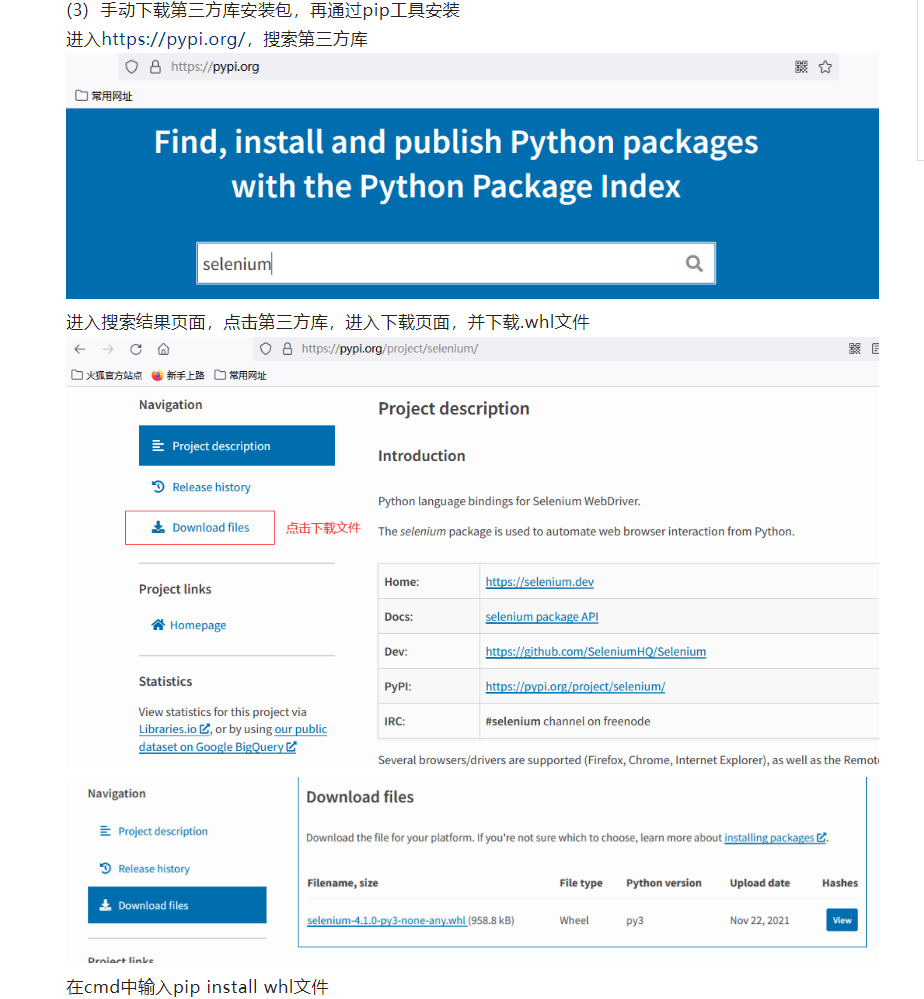 (3) 手动下载第三方库安装包，再通过pip工具安装
进入https://pypi.org/，搜索第三方库
https://pypi.org
常用网址
Find, install and publish Python packages
with the Python Package Index
selenium
进入搜索结果页面，点击第三方库，进入下载页面，并下载.whl文件
https://pypi.org/project/selenium/
火狐官方站点 新手上路 常用网址
Navigation
Project description
Release history
Download files 点击下载文件
Project links
Homepage
Statistics
View statistics for this project via
Libraries.io, or by using our public
dataset on Google BigQuery
Project description
Introduction
Python language bindings for Selenium WebDriver.
The selenium package is used to automate web browser interaction from Python.
Home: https://selenium.dev
Docs: selenium package API
Dev: https://github.com/SeleniumHQ/Selenium
PyPI: https://pypi.org/project/selenium/
IRC: #selenium channel on freenode
Several browsers/drivers are supported (Firefox, Chrome, Internet Explorer), as well as the Remot
Navigation
Project description
Release history
Download files
Project links
Download files
Download the file for your platform. If you're not sure which to choose, learn more about installing packages.
Filename, size File type Python version Upload date Hashes
selenium-4.1.0-py3-none-any.whl (958.8 kB) Wheel py3 Nov 22, 2021 View
在cmd中输入pip install whl文件